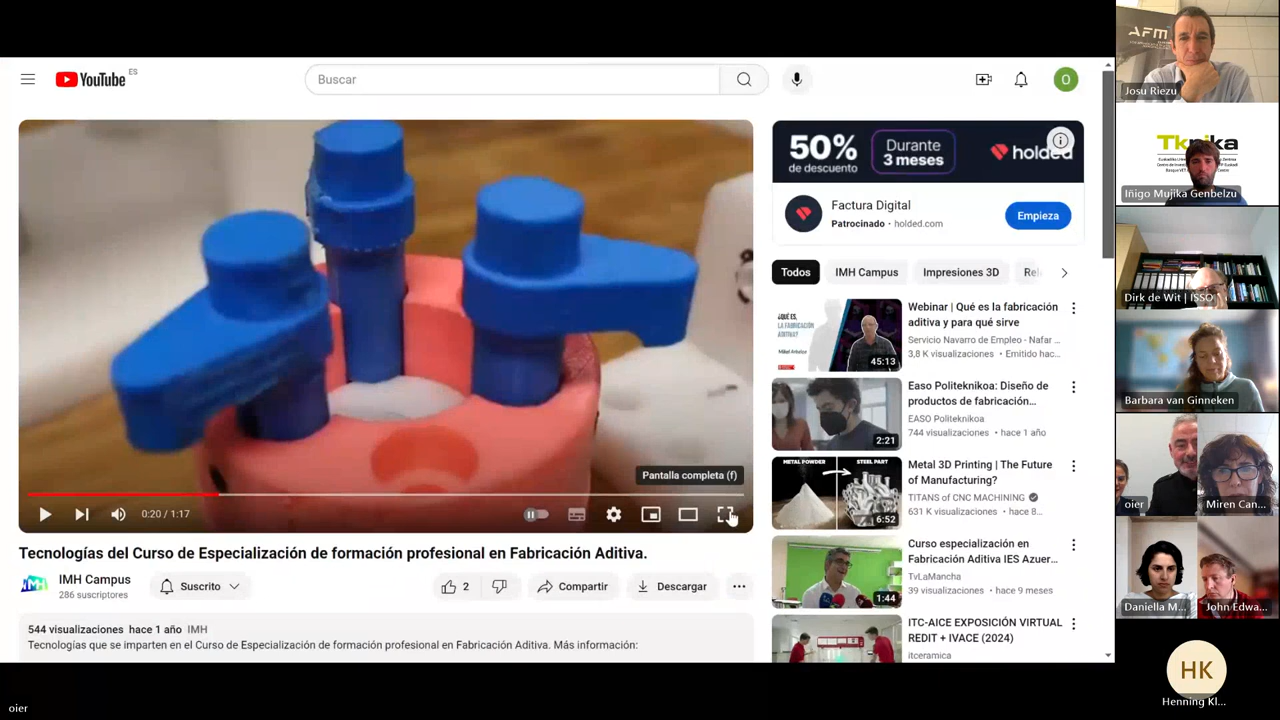 YouTube ES
Buscar
O
50%
de descuento
Durante
3 meses
holded
Factura Digital
Patrocinado • holded.com
Empieza
Todos
IMH Campus
Impresiones 3D
Webinar | Qué es la fabricación
aditiva y para qué sirve
Servicio Navarro de Empleo - Nafar ...
3,8 K visualizaciones • Emitido hac...
¿QUÉ ES,
LA FABRICACIÓN
ADITIVA?
45:13
Easo Politeknikoa: Diseño de
productos de fabricación...
EASO Politeknikoa
744 visualizaciones • hace 1 año
2:21
METAL POWDER
STEEL PART
Metal 3D Printing | The Future
of Manufacturing?
TITANS of CNC MACHINING
631 K visualizaciones • hace 8...
6:52
Curso especialización en
Fabricación Aditiva IES Azuer...
TvLaMancha
39 visualizaciones • hace 9 meses
1:44
ITC-AICE EXPOSICIÓN VIRTUAL
REDIT + IVACE (2024)
itceramica
Pantalla completa (f)
0:20 / 1:17
Tecnologías del Curso de Especialización de formación profesional en Fabricación Aditiva.
IMH
IMH Campus
286 suscriptores
Suscrito
2
Compartir
Descargar
544 visualizaciones hace 1 año IMH
Tecnologías que se imparten en el Curso de Especialización de formación profesional en Fabricación Aditiva. Más información:
oier
AFM
Josu Riezu
Iñigo Mujika Genbelzu
Dirk de Wit | ISSO
Barbara van Ginneken
oier
Miren Can...
Daniella M...
John Edwa...
HK
Henning Kl...